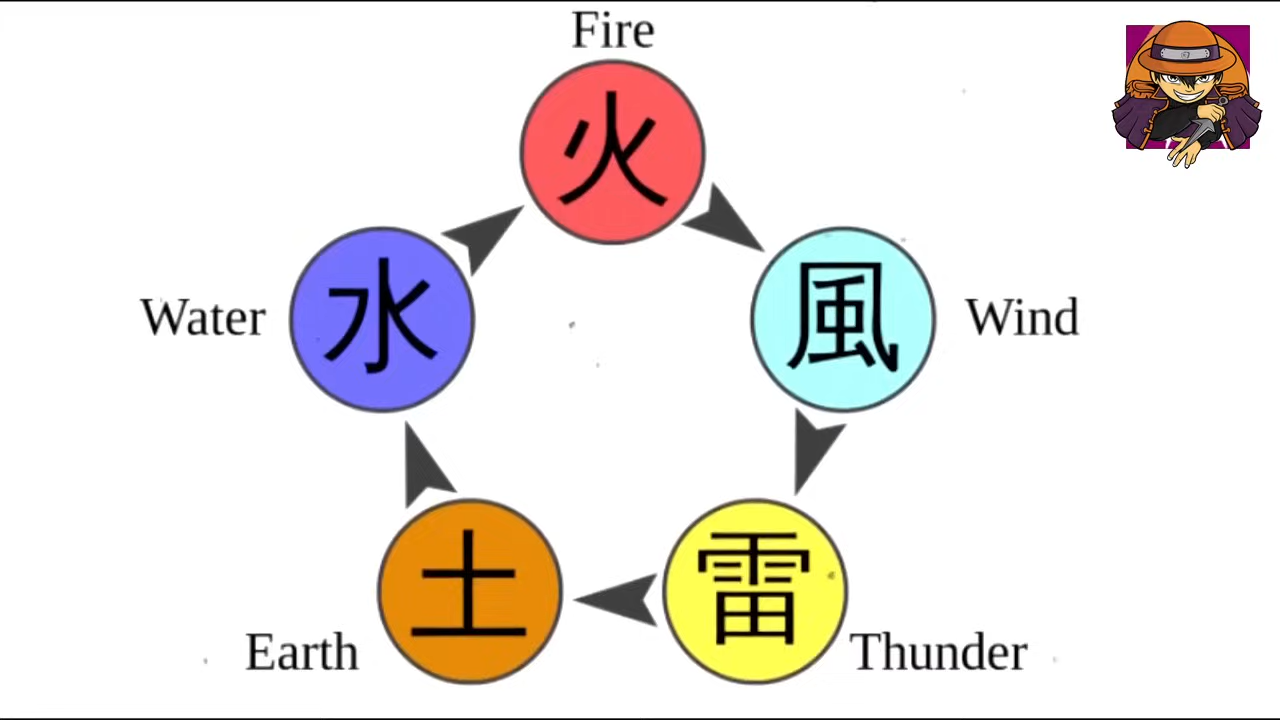 Fire
火
Water
水
風
Wind
土
雷
Earth
Thunder